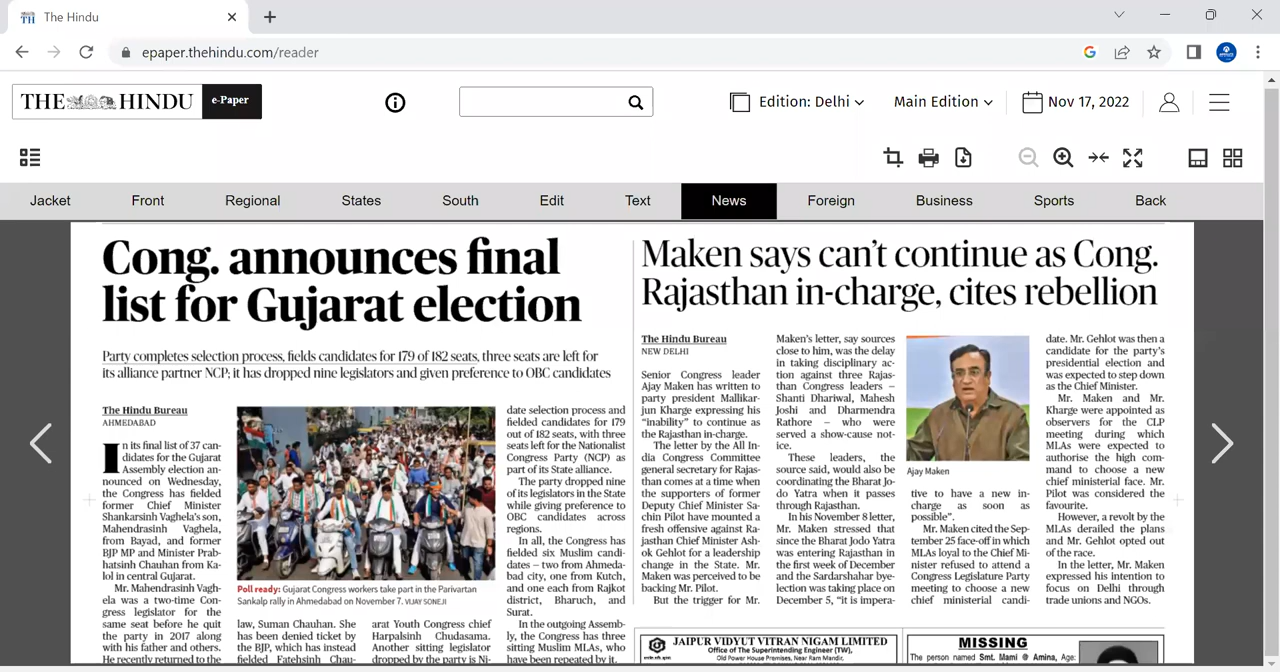 The Hindu
epaper.thehindu.com/reader
THE HINDU e-Paper
Edition: Delhi
Main Edition
Nov 17, 2022
Jacket Front Regional States South Edit Text News Foreign Business Sports Back
Cong. announces final
list for Gujarat election
Party completes selection process, fields candidates for 179 of 182 seats, three seats are left for
its alliance partner NCP; it has dropped nine legislators and given preference to OBC candidates
The Hindu Bureau
AHMEDABAD
In its final list of 37 can-
didates for the Gujarat
Assembly election an-
nounced on Wednesday,
the Congress has fielded
former Chief Minister
Shankarsinh Vaghela's son,
Mahendrasinh Vaghela,
from Bayad, and former
BJP MP and Minister Prab-
hatsinh Chauhan from Ka-
lol in central Gujarat.
Mr. Mahendrasinh Vagh-
ela was a two-time Con-
gress legislator for the
same seat before he quit
the party in 2017 along
with his father and others.
He recently returned to the
Poll ready: Gujarat Congress workers take part in the Parivartan
Sankalp rally in Ahmedabad on November 7. VIJAY SONEJI
law, Suman Chauhan. She
has been denied ticket by
the BJP, which has instead
fielded Fatehsinh Chau-
arat Youth Congress chief
Harpalsinh Chudasama.
Another sitting legislator
dropped by the party is Ni-
date selection process and
fielded candidates for 179
out of 182 seats, with three
seats left for the Nationalist
Congress Party (NCP) as
part of its State alliance.
The party dropped nine
of its legislators in the State
while giving preference to
OBC candidates across
regions.
In all, the Congress has
fielded six Muslim candi-
dates – two from Ahmeda-
bad city, one from Kutch,
and one each from Rajkot
district, Bharuch, and
Surat.
In the outgoing Assemb-
ly, the Congress has three
sitting Muslim MLAs, who
have been repeated by it.
Maken says can't continue as Cong.
Rajasthan in-charge, cites rebellion
The Hindu Bureau
NEW DELHI
Senior Congress leader
Ajay Maken has written to
party president Mallikar-
jun Kharge expressing his
“inability” to continue as
the Rajasthan in-charge.
The letter by the All In-
dia Congress Committee
general secretary for Rajas-
than comes at a time when
the supporters of former
Deputy Chief Minister Sa-
chin Pilot have mounted a
fresh offensive against Ra-
jasthan Chief Minister Ash-
ok Gehlot for a leadership
change in the State. Mr.
Maken was perceived to be
backing Mr. Pilot.
But the trigger for Mr.
Maken's letter, say sources
close to him, was the delay
in taking disciplinary ac-
tion against three Rajas-
than Congress leaders –
Shanti Dhariwal, Mahesh
Joshi and Dharmendra
Rathore – who were
served a show-cause not-
ice.
These leaders, the
source said, would also be
coordinating the Bharat Jo-
do Yatra when it passes
through Rajasthan.
In his November 8 letter,
Mr. Maken stressed that
since the Bharat Jodo Yatra
was entering Rajasthan in
the first week of December
and the Sardarshahar bye-
lection was taking place on
December 5, “it is impera-
Ajay Maken
tive to have a new in-
charge as soon as
possible”.
Mr. Maken cited the Sep-
tember 25 face-off in which
MLAs loyal to the Chief Mi-
nister refused to attend a
Congress Legislature Party
meeting to choose a new
chief ministerial candi-
date. Mr. Gehlot was then a
candidate for the party's
presidential election and
was expected to step down
as the Chief Minister.
Mr. Maken and Mr.
Kharge were appointed as
observers for the CLP
meeting during which
MLAs were expected to
authorise the high com-
mand to choose a new
chief ministerial face. Mr.
Pilot was considered the
favourite.
However, a revolt by the
MLAs derailed the plans
and Mr. Gehlot opted out
of the race.
In the letter, Mr. Maken
expressed his intention to
focus on Delhi through
trade unions and NGOs.
JAIPUR VIDYUT VITRAN NIGAM LIMITED
Office of The Superintending Engineer (TW),
Old Power House Premises, Near Ram Mandir,
MISSING
The person named Smt. Mami @ Amina, Age: